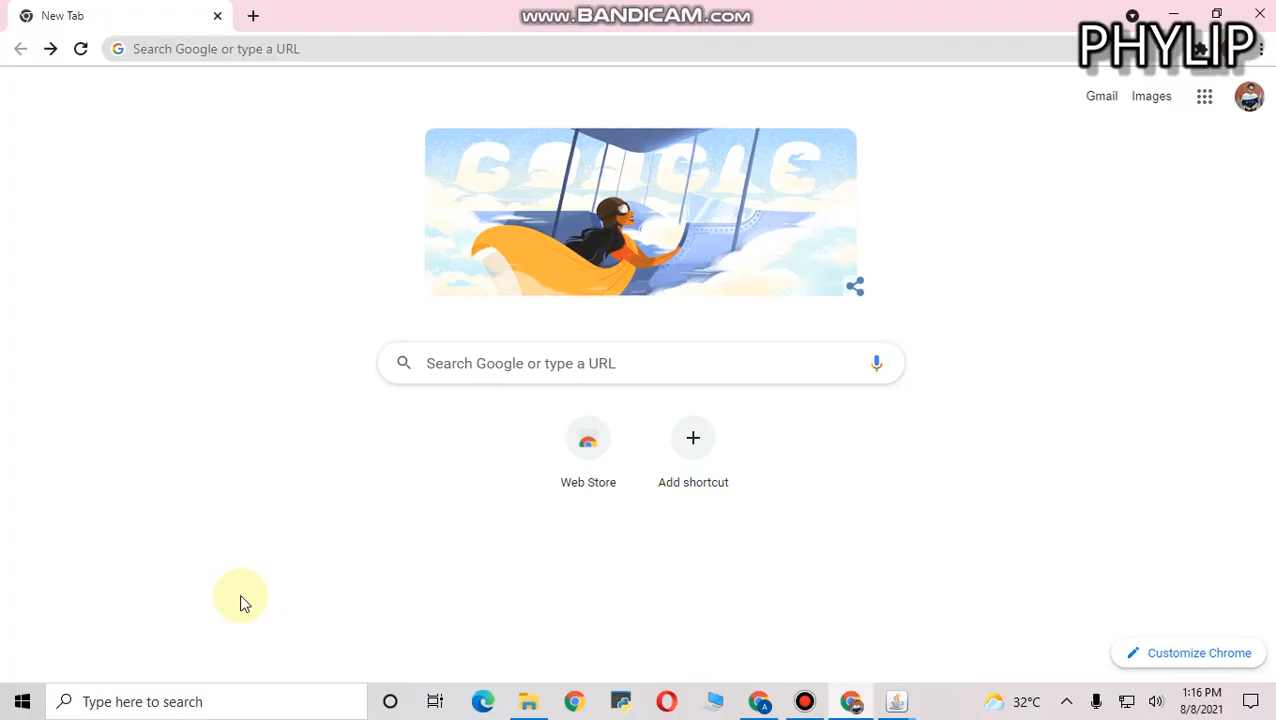 New Tab
WWW.BANDICAM.COM
PHYLIP
Search Google or type a URL
Gmail Images
GOOGLE
Search Google or type a URL
Web Store
Add shortcut
Customize Chrome
Type here to search
A
32°C
1:16 PM
8/8/2021